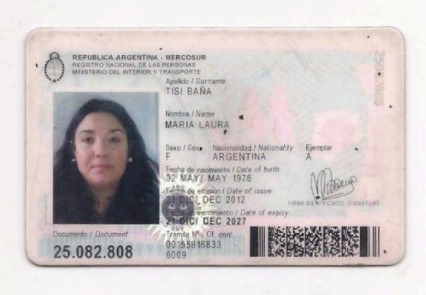 REPUBLICA ARGENTINA - MERCOSUR
REGISTRO NACIONAL DE LAS PERSONAS
MINISTERIO DEL INTERIOR Y TRANSPORTE
Apellido / Surname
TISI BAÑA
Nombre / Name
MARIA LAURA
Sexo / Sex Nacionalidad / Nationality Ejemplar
F ARGENTINA A
Fecha de nacimiento / Date of birth
02 MAY/ MAY 1976
Fecha de emisión / Date of issue
21 DIC/ DEC 2012
Fecha de vencimiento / Date of expiry
21 DIC/ DEC 2027
FIRMA IDENTIFICADO / SIGNATURE
Documento / Document Tramite Nº / Of. ident.
25.082.808 00155816833
6009